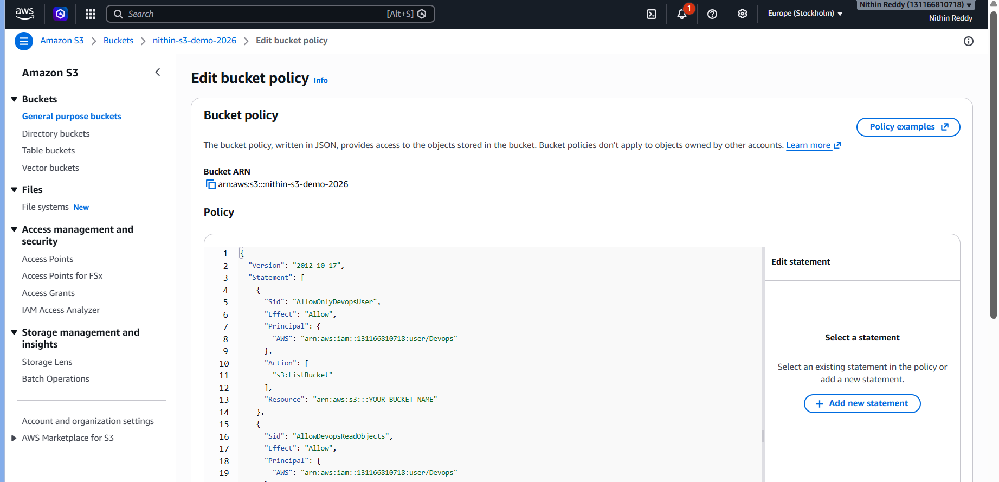 aws
Search [Alt+S]
1
Europe (Stockholm)
Nithin Reddy (131166810718)
Nithin Reddy
Amazon S3 > Buckets > nithin-s3-demo-2026 > Edit bucket policy
Amazon S3
Buckets
General purpose buckets
Directory buckets
Table buckets
Vector buckets
Files
File systems New
Access management and
security
Access Points
Access Points for FSx
Access Grants
IAM Access Analyzer
Storage management and
insights
Storage Lens
Batch Operations
Account and organization settings
AWS Marketplace for S3
Edit bucket policy Info
Bucket policy
Policy examples
The bucket policy, written in JSON, provides access to the objects stored in the bucket. Bucket policies don't apply to objects owned by other accounts. Learn more
Bucket ARN
arn:aws:s3:::nithin-s3-demo-2026
Policy
1 {
2 "Version": "2012-10-17",
3 "Statement": [
4 {
5 "Sid": "AllowOnlyDevopsUser",
6 "Effect": "Allow",
7 "Principal": {
8 "AWS": "arn:aws:iam::131166810718:user/Devops"
9 },
10 "Action": [
11 "s3:ListBucket"
12 ],
13 "Resource": "arn:aws:s3:::YOUR-BUCKET-NAME"
14 },
15 {
16 "Sid": "AllowDevopsReadObjects",
17 "Effect": "Allow",
18 "Principal": {
19 "AWS": "arn:aws:iam::131166810718:user/Devops"
Edit statement
Select a statement
Select an existing statement in the policy or
add a new statement.
+ Add new statement